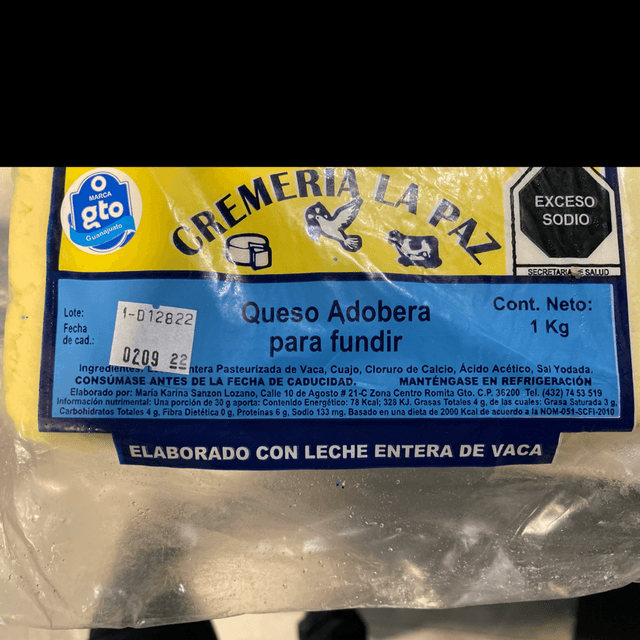 MARCA
gto
Guanajuato
CREMERIA LA PAZ
EXCESO
SODIO
SECRETARIA SALUD
Queso Adobera
para fundir
Cont. Neto:
1 Kg
Lote:
Fecha
de cad.:
1-D12822
0209 22
Ingredientes: ntera Pasteurizada de Vaca, Cuajo, Cloruro de Calcio, Ácido Acético, Sal Yodada.
CONSÚMASE ANTES DE LA FECHA DE CADUCIDAD. MANTÉNGASE EN REFRIGERACIÓN
Elaborado por: María Karina Sanzon Lozano, Calle 10 de Agosto # 21-C Zona Centro Romita Gto. C.P. 36200 Tel. (432) 74 53 519
Información nutrimental: Una porción de 30 g aporta: Contenido Energético: 78 Kcal; 328 KJ. Grasas Totales 4 g, de las cuales: Grasa Saturada 3 g,
Carbohidratos Totales 4 g, Fibra Dietética 0 g, Proteínas 6 g, Sodio 133 mg. Basado en una dieta de 2000 Kcal de acuerdo a la NOM-051-SCFI-2010
ELABORADO CON LECHE ENTERA DE VACA